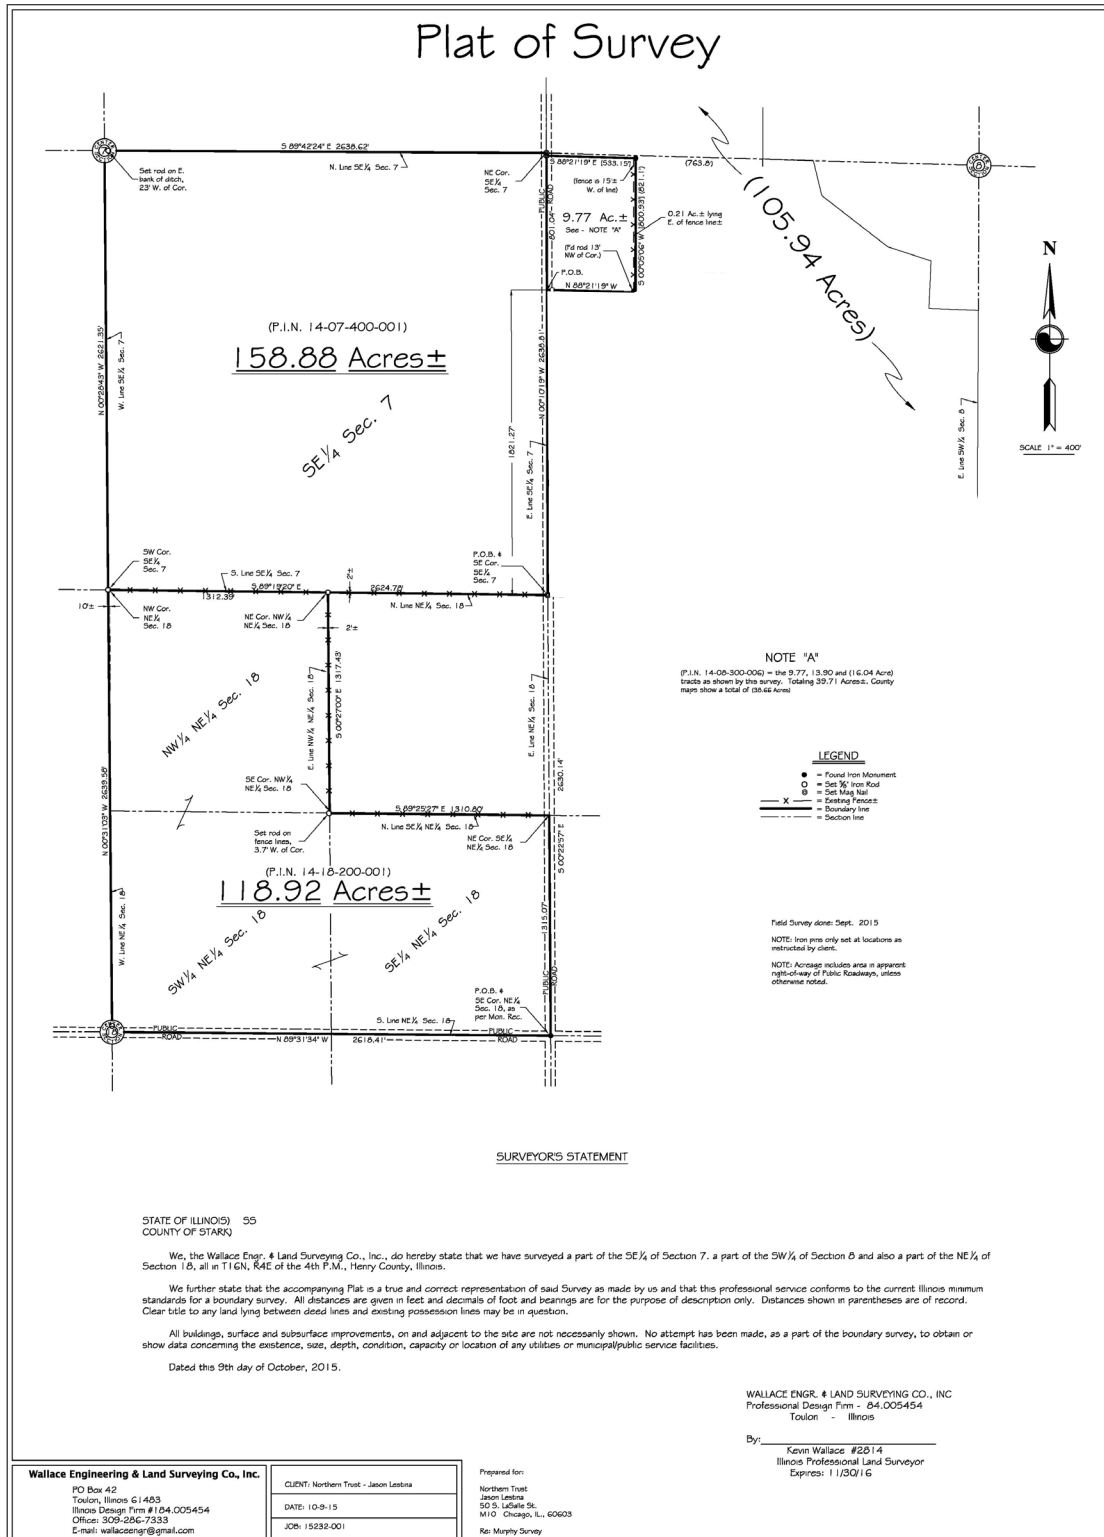 Plat of Survey
CENTER
7
SECTION
S 89°42'24" E 2638.62'
N. Line SE¼ Sec. 7
Set rod on E.
bank of ditch,
23' W. of Cor.
NE Cor.
SE¼
Sec. 7
S 88°21'19" E (533.15')
(763.8)
CENTER
8
SECTION
(fence is 15'±
W. of line)
PUBLIC
ROAD
801.04'
9.77 Ac.±
See - NOTE "A"
(Fd rod 13'
NW of Cor.)
P.O.B.
N 88°21'19" W
S 00°05'06" W (800.93') (821.1')
0.21 Ac.± lying
E. of fence line±
(105.94 Acres)
N
SCALE 1" = 400'
E. Line SW¼ Sec. 8
N 00°28'43" W 2621.35'
W. Line SE¼ Sec. 7
(P.I.N. 14-07-400-001)
158.88 Acres±
SE¼ Sec. 7
1821.27'
N 00°10'19" W 2638.81'
E. Line SE¼ Sec. 7
SW Cor.
SE¼
Sec. 7
S. Line SE¼ Sec. 7
S 89°19'20" E
1312.39'
2'±
2624.78'
P.O.B. &
SE Cor.
SE¼
Sec. 7
10'±
NW Cor.
NE¼
Sec. 18
NE Cor. NW¼
NE¼ Sec. 18
N. Line NE¼ Sec. 18
2'±
NW¼ NE¼ Sec. 18
E. Line NW¼ NE¼ Sec. 18
S 00°27'00" E 1317.43'
E. Line NE¼ Sec. 18
2630.14'
S 00°22'57" E
NOTE "A"
(P.I.N. 14-08-300-006) = the 9.77, 13.90 and (16.04 Acre)
tracts as shown by this survey. Totaling 39.71 Acres±. County
maps show a total of (38.66 Acres)
LEGEND
= Found Iron Monument
= Set ⅝" Iron Rod
= Set Mag Nail
X = Existing Fence±
= Boundary line
= Section line
N 00°31'03" W 2639.58'
SE Cor. NW¼
NE¼ Sec. 18
S 89°25'27" E 1310.80'
N. Line SE¼ NE¼ Sec. 18
NE Cor. SE¼
NE¼ Sec. 18
Set rod on
fence lines,
3.7' W. of Cor.
(P.I.N. 14-18-200-001)
118.92 Acres±
W. Line NE¼ Sec. 18
SW¼ NE¼ Sec. 18
SE¼ NE¼ Sec. 18
1315.07'
PUBLIC
ROAD
Field Survey done: Sept. 2015
NOTE: Iron pins only set at locations as
instructed by client.
NOTE: Acreage includes area in apparent
right-of-way of Public Roadways, unless
otherwise noted.
P.O.B. &
SE Cor. NE¼
Sec. 18, as
per Mon. Rec.
CENTER
18
SECTION
PUBLIC
ROAD
S. Line NE¼ Sec. 18
N 89°31'34" W 2618.41'
PUBLIC
ROAD
SURVEYOR'S STATEMENT
STATE OF ILLINOIS) SS
COUNTY OF STARK)
We, the Wallace Engr. & Land Surveying Co., Inc., do hereby state that we have surveyed a part of the SE¼ of Section 7. a part of the SW¼ of Section 8 and also a part of the NE¼ of
Section 18, all in T16N, R4E of the 4th P.M., Henry County, Illinois.
We further state that the accompanying Plat is a true and correct representation of said Survey as made by us and that this professional service conforms to the current Illinois minimum
standards for a boundary survey. All distances are given in feet and decimals of foot and bearings are for the purpose of description only. Distances shown in parentheses are of record.
Clear title to any land lying between deed lines and existing possession lines may be in question.
All buildings, surface and subsurface improvements, on and adjacent to the site are not necessarily shown. No attempt has been made, as a part of the boundary survey, to obtain or
show data concerning the existence, size, depth, condition, capacity or location of any utilities or municipal/public service facilities.
Dated this 9th day of October, 2015.
WALLACE ENGR. & LAND SURVEYING CO., INC
Professional Design Firm - 84.005454
Toulon - Illinois
By:
Kevin Wallace #2814
Illinois Professional Land Surveyor
Expires: 11/30/16
Wallace Engineering & Land Surveying Co., Inc.
PO Box 42
Toulon, Illinois 61483
Illinois Design Firm #184.005454
Office: 309-286-7333
E-mail: wallaceengr@gmail.com
CLIENT: Northern Trust - Jason Lestina
DATE: 10-9-15
JOB: 15232-001
Prepared for:
Northern Trust
Jason Lestina
50 S. LaSalle St.
M10 Chicago, IL., 60603
Re: Murphy Survey